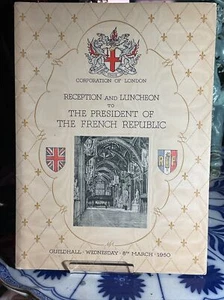 CORPORATION OF LONDON
RECEPTION AND LUNCHEON
TO
THE PRESIDENT OF
THE FRENCH REPUBLIC
GUILDHALL · WEDNESDAY · 8TH MARCH · 1950